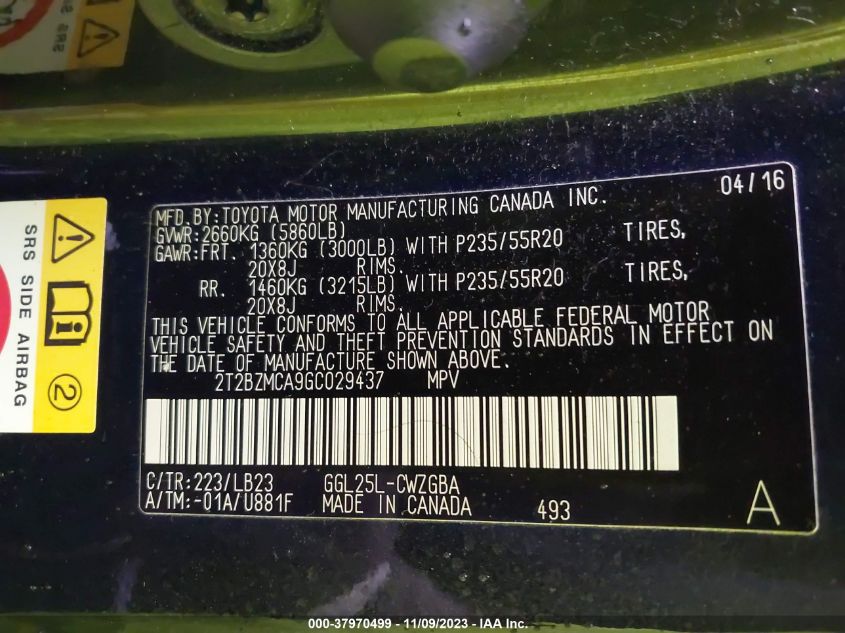 SRS
04/16
MFD.BY:TOYOTA MOTOR MANUFACTURING CANADA INC.
GVWR:2660KG (5860LB)
GAWR:FRT. 1360KG (3000LB) WITH P235/55R20 TIRES,
20X8J RIMS.
RR. 1460KG (3215LB) WITH P235/55R20 TIRES,
20X8J RIMS.
THIS VEHICLE CONFORMS TO ALL APPLICABLE FEDERAL MOTOR
VEHICLE SAFETY AND THEFT PREVENTION STANDARDS IN EFFECT ON
THE DATE OF MANUFACTURE SHOWN ABOVE.
2T2BZMCA9GC029437 MPV
C/TR:223/LB23 GGL25L-CWZGBA
A/TM:-01A/U881F MADE IN CANADA 493 A
SRS SIDE AIRBAG
2
000-37970499 - 11/09/2023 - IAA Inc.